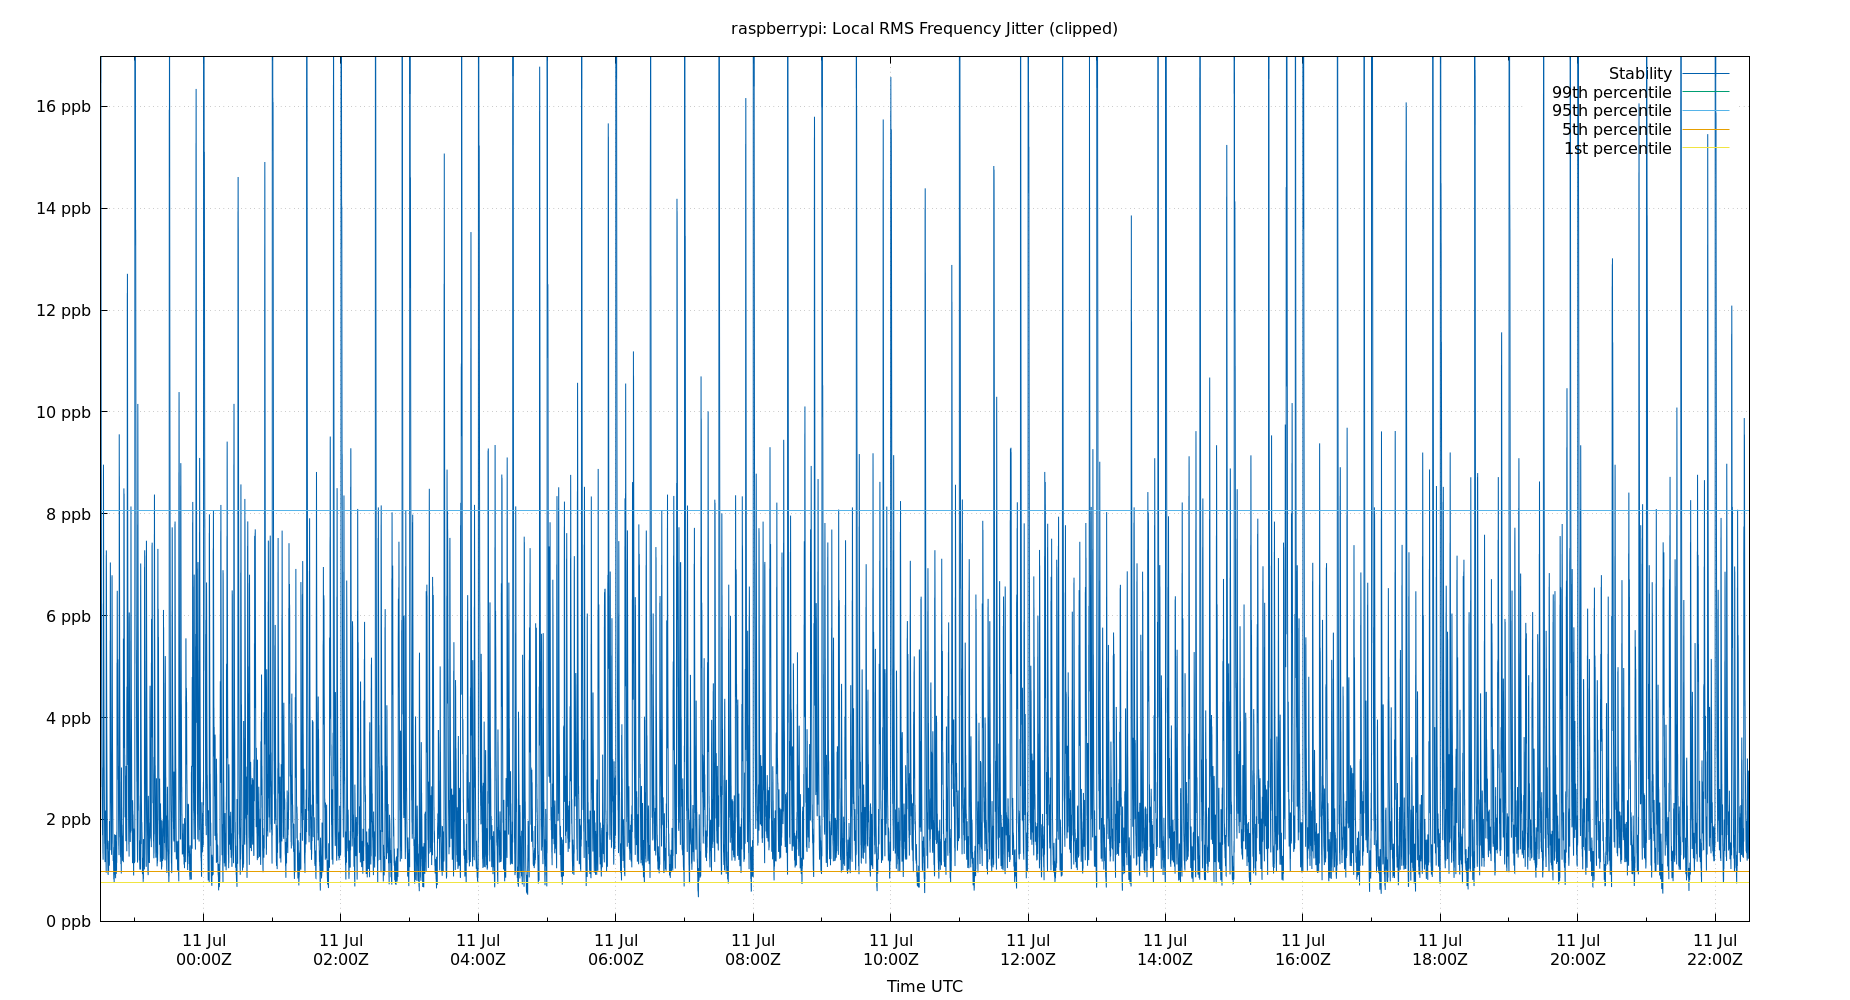 raspberrypi: Local RMS Frequency Jitter (clipped)
Stability
99th percentile
95th percentile
5th percentile
1st percentile
16 ppb
14 ppb
12 ppb
10 ppb
8 ppb
6 ppb
4 ppb
2 ppb
0 ppb
11 Jul 11 Jul 11 Jul 11 Jul 11 Jul 11 Jul 11 Jul 11 Jul 11 Jul 11 Jul 11 Jul 11 Jul
00:00Z 02:00Z 04:00Z 06:00Z 08:00Z 10:00Z 12:00Z 14:00Z 16:00Z 18:00Z 20:00Z 22:00Z
Time UTC